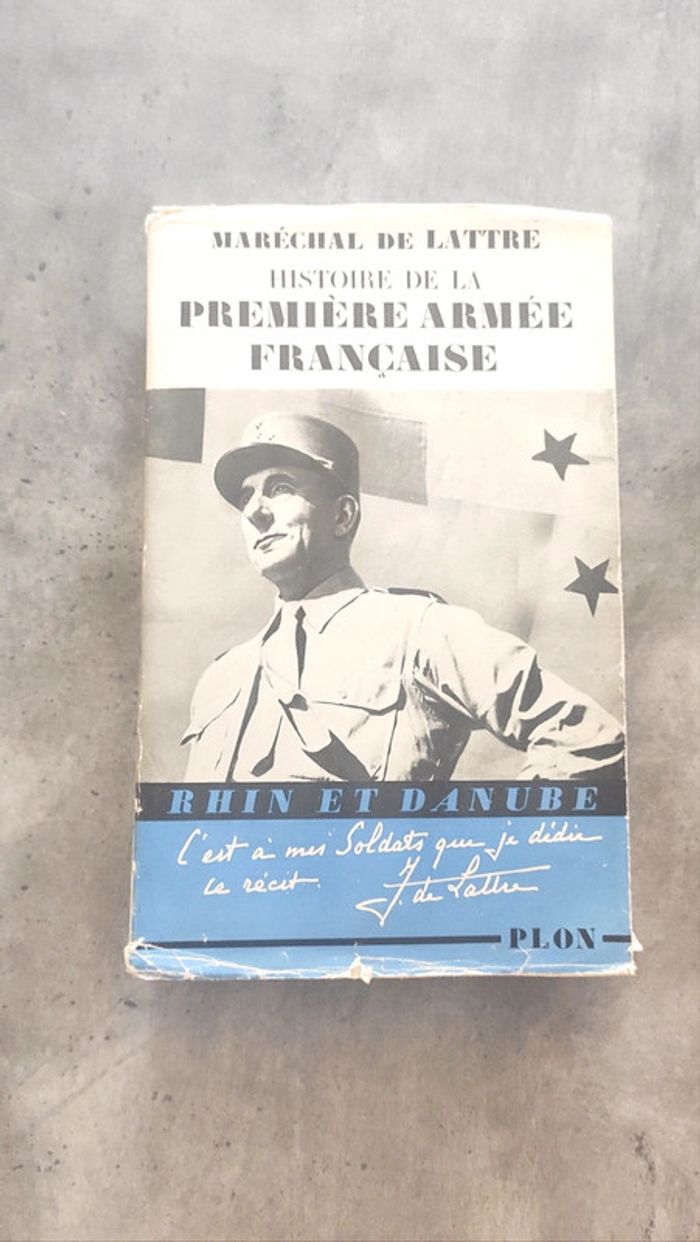 MARÉCHAL DE LATTRE
HISTOIRE DE LA
PREMIÈRE ARMÉE
FRANÇAISE
RHIN ET DANUBE
C'est à mes Soldats que je dédie
ce récit. J. de Lattre
PLON